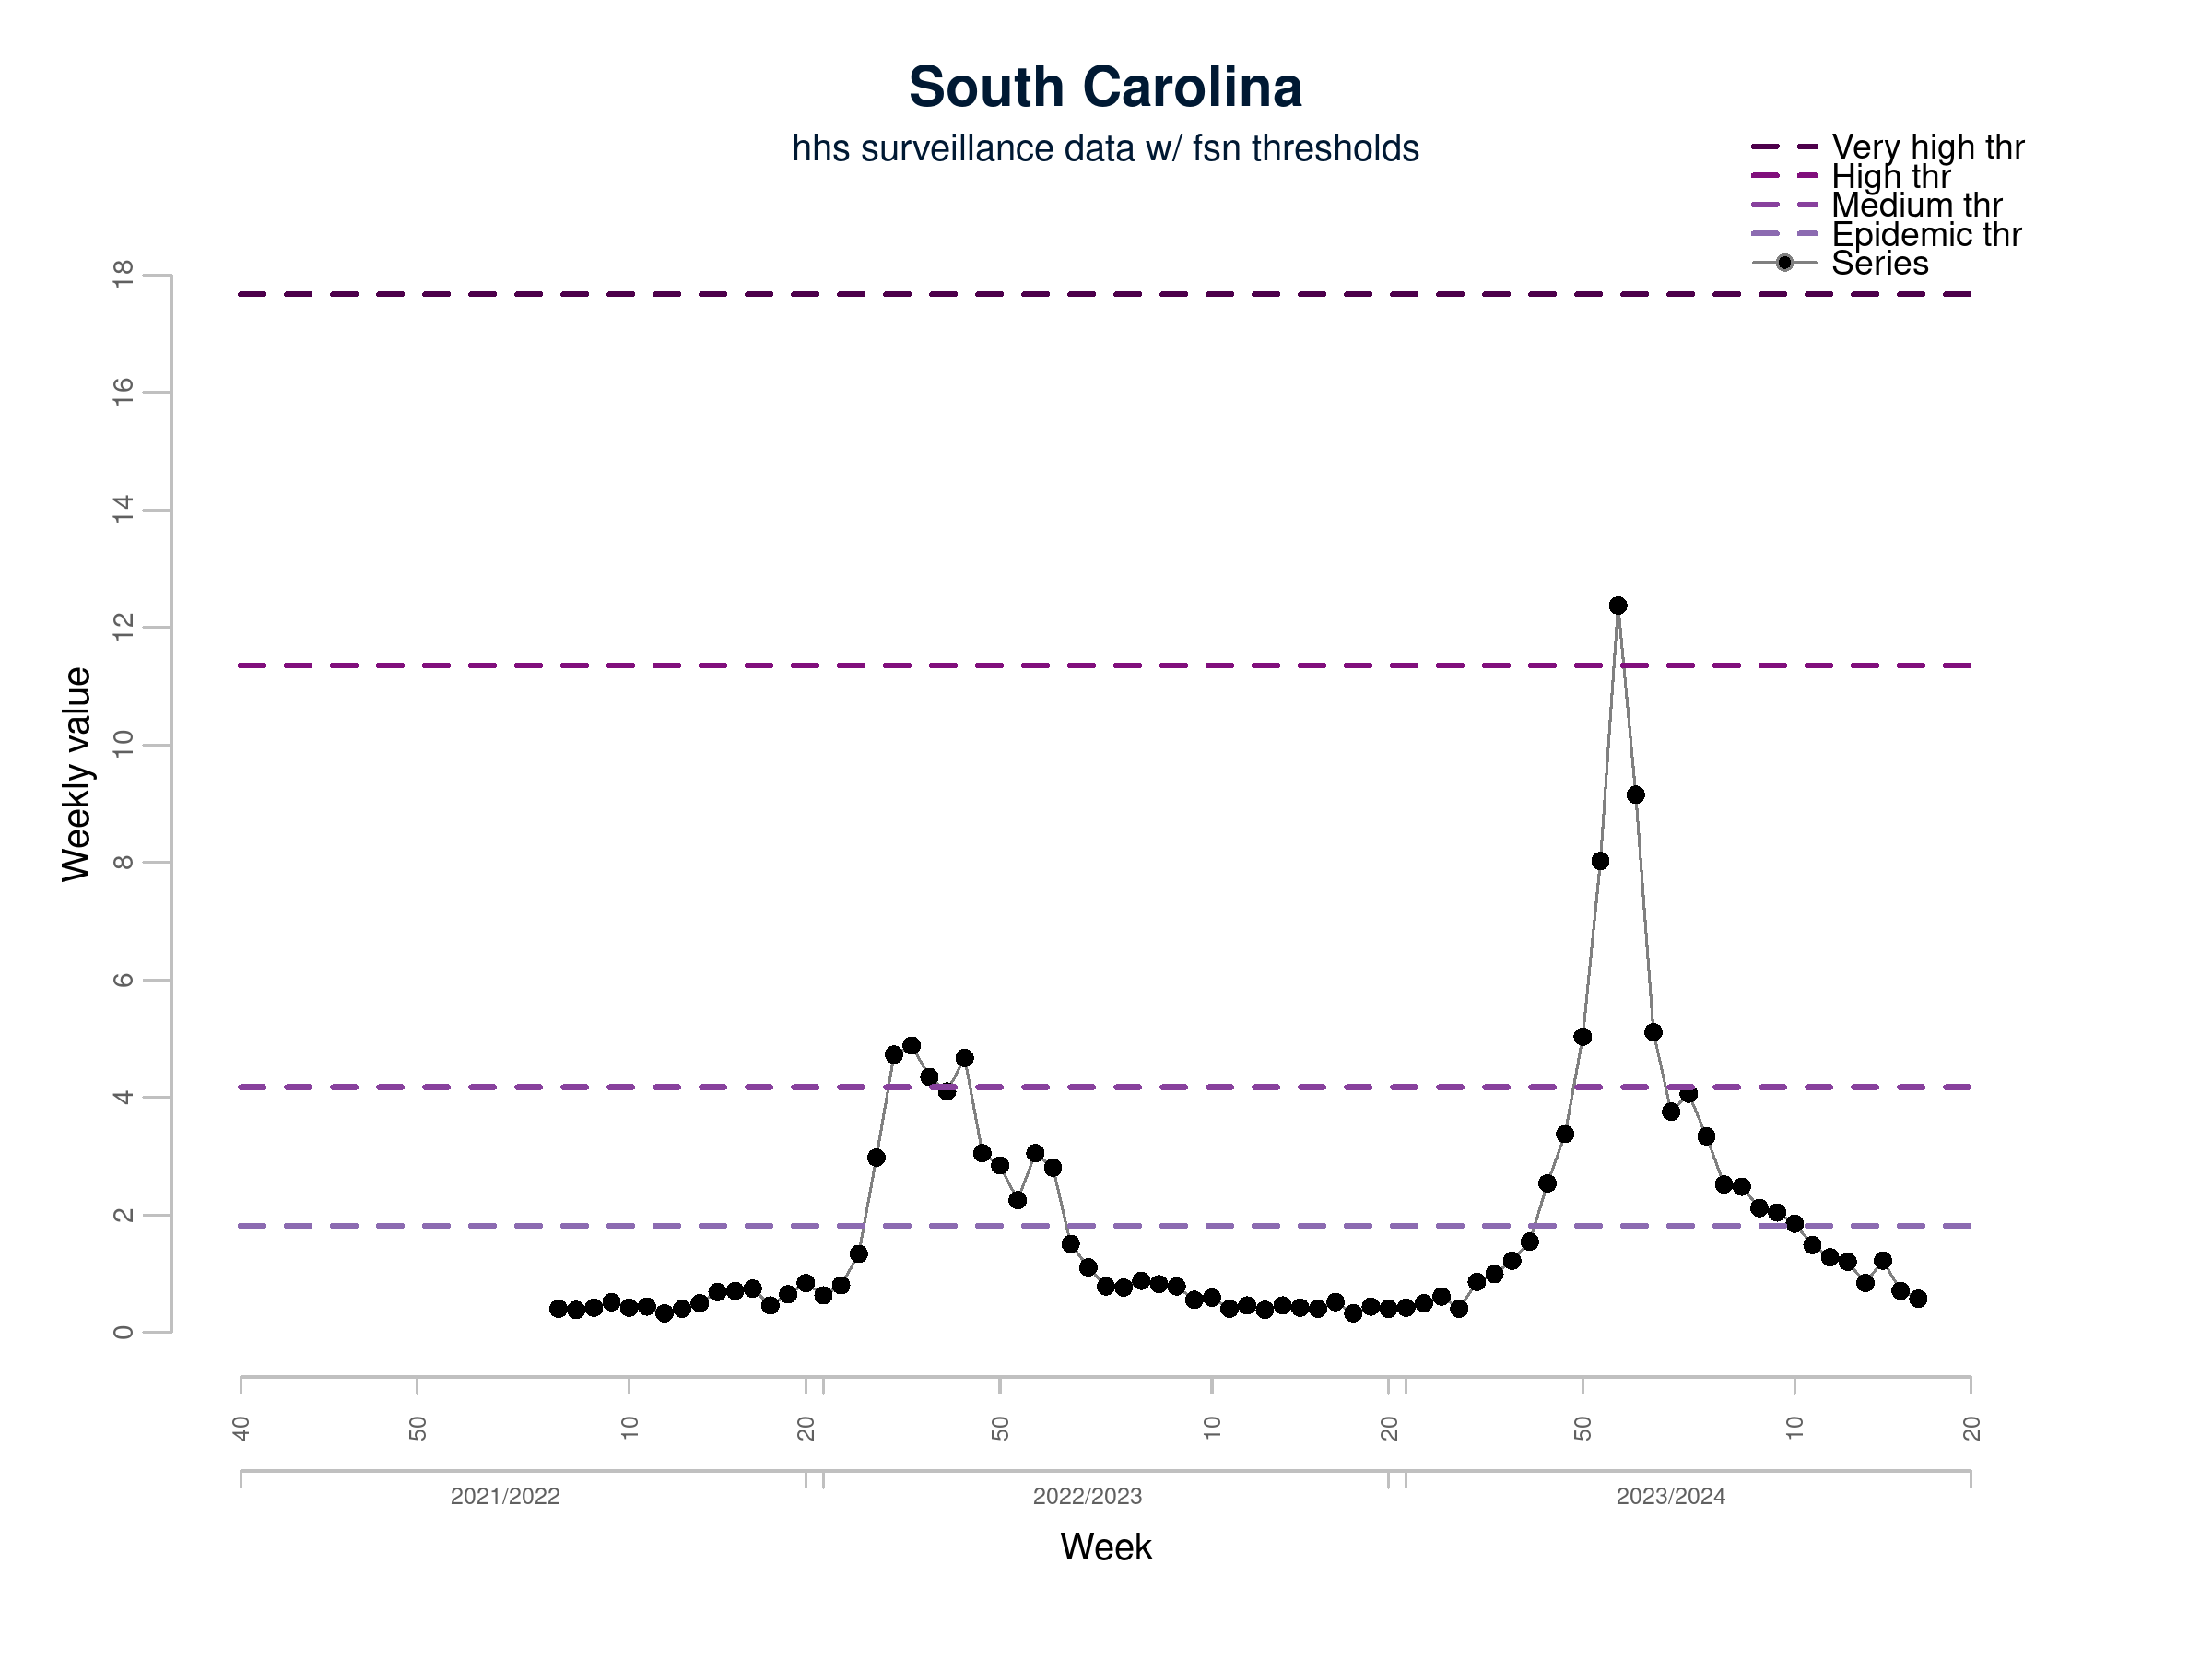 South Carolina
hhs surveillance data w/ fsn thresholds
Very high thr
High thr
Medium thr
Epidemic thr
Series
Weekly value
18
16
14
12
10
8
6
4
2
0
40
50
10
20
50
10
20
50
10
20
2021/2022
2022/2023
2023/2024
Week